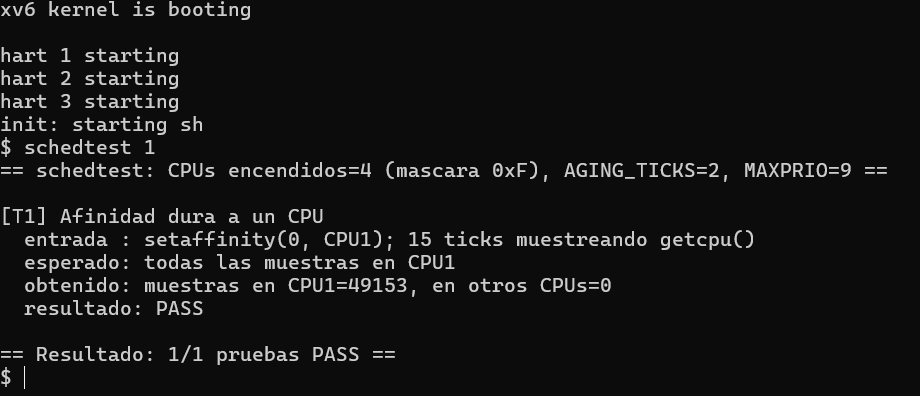 xv6 kernel is booting
hart 1 starting
hart 2 starting
hart 3 starting
init: starting sh
$ schedtest 1
== schedtest: CPUs encendidos=4 (mascara 0xF), AGING_TICKS=2, MAXPRIO=9 ==
[T1] Afinidad dura a un CPU
entrada : setaffinity(0, CPU1); 15 ticks muestreando getcpu()
esperado: todas las muestras en CPU1
obtenido: muestras en CPU1=49153, en otros CPUs=0
resultado: PASS
== Resultado: 1/1 pruebas PASS ==
$